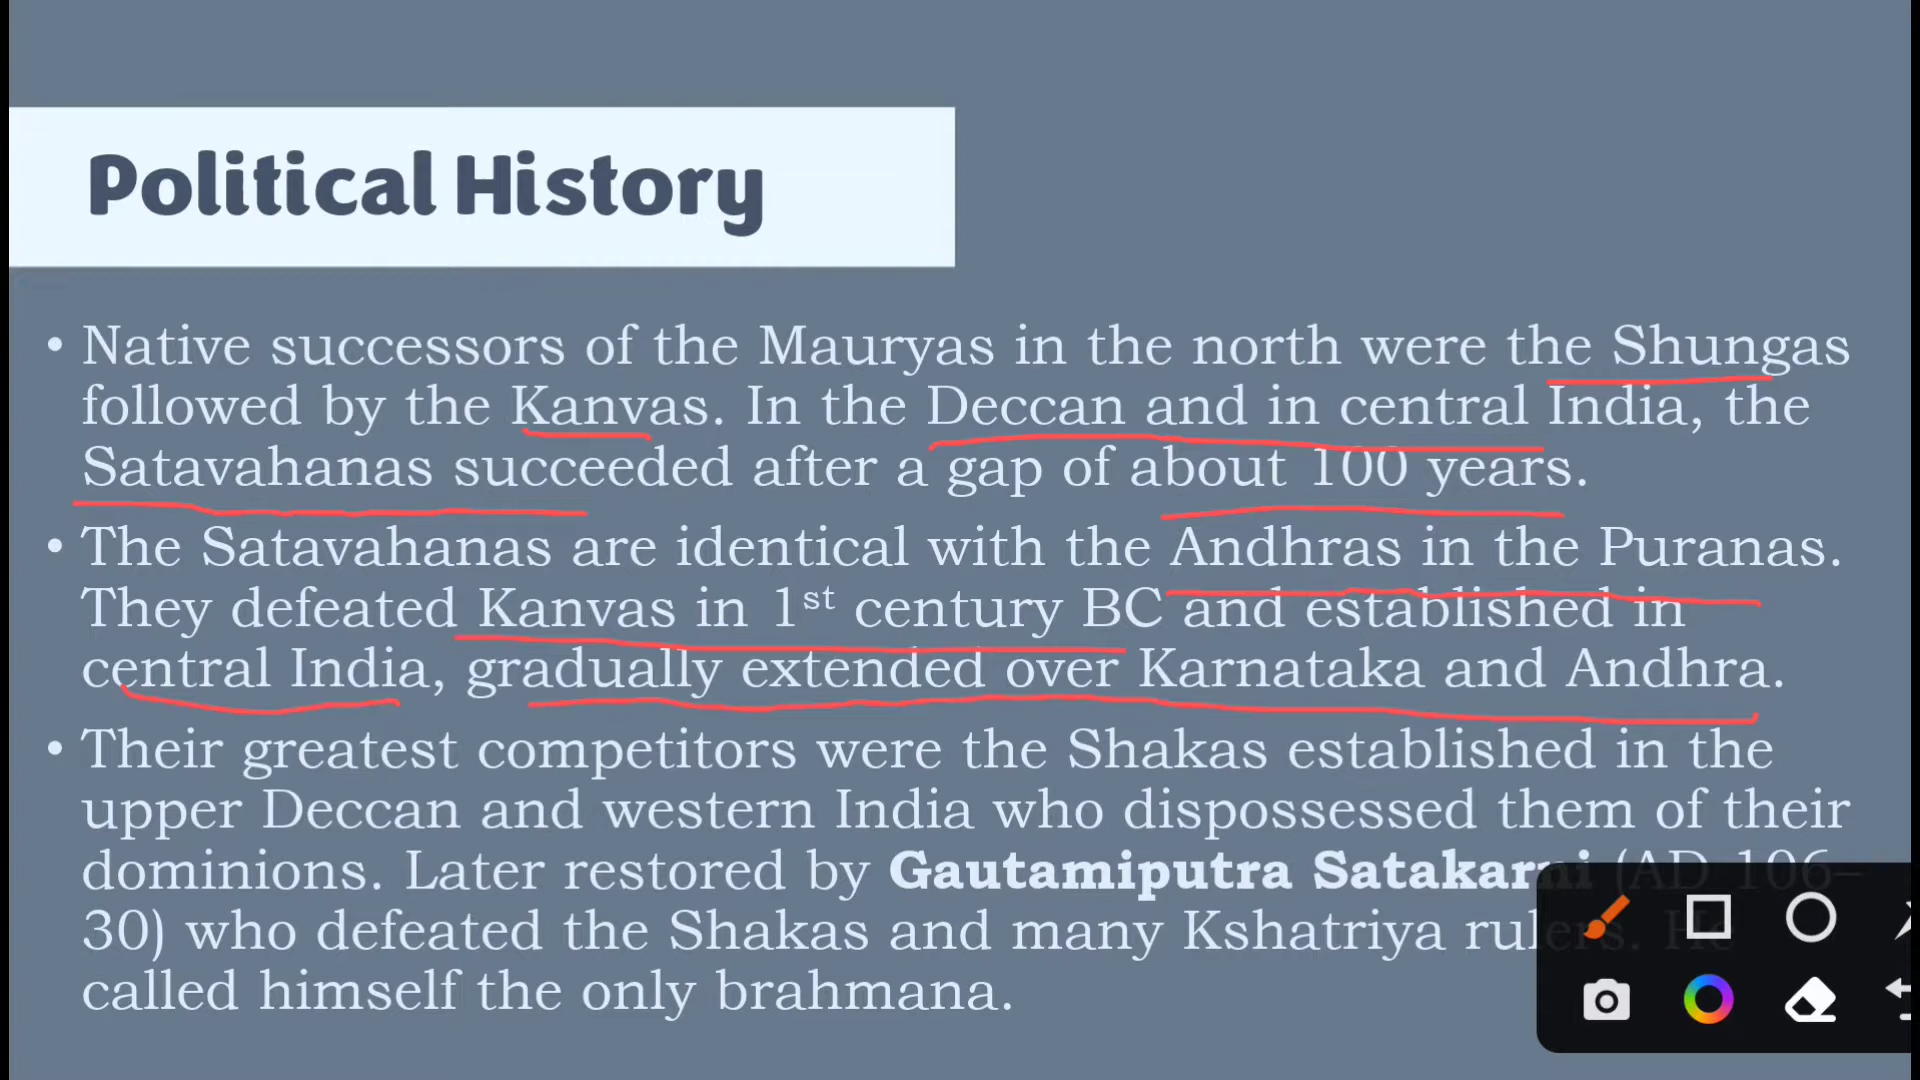 Political History
• Native successors of the Mauryas in the north were the Shungas
followed by the Kanvas. In the Deccan and in central India, the
Satavahanas succeeded after a gap of about 100 years.
• The Satavahanas are identical with the Andhras in the Puranas.
They defeated Kanvas in 1st century BC and established in
central India, gradually extended over Karnataka and Andhra.
• Their greatest competitors were the Shakas established in the
upper Deccan and western India who dispossessed them of their
dominions. Later restored by Gautamiputra Satakarni (AD 106–
30) who defeated the Shakas and many Kshatriya rulers. He
called himself the only brahmana.